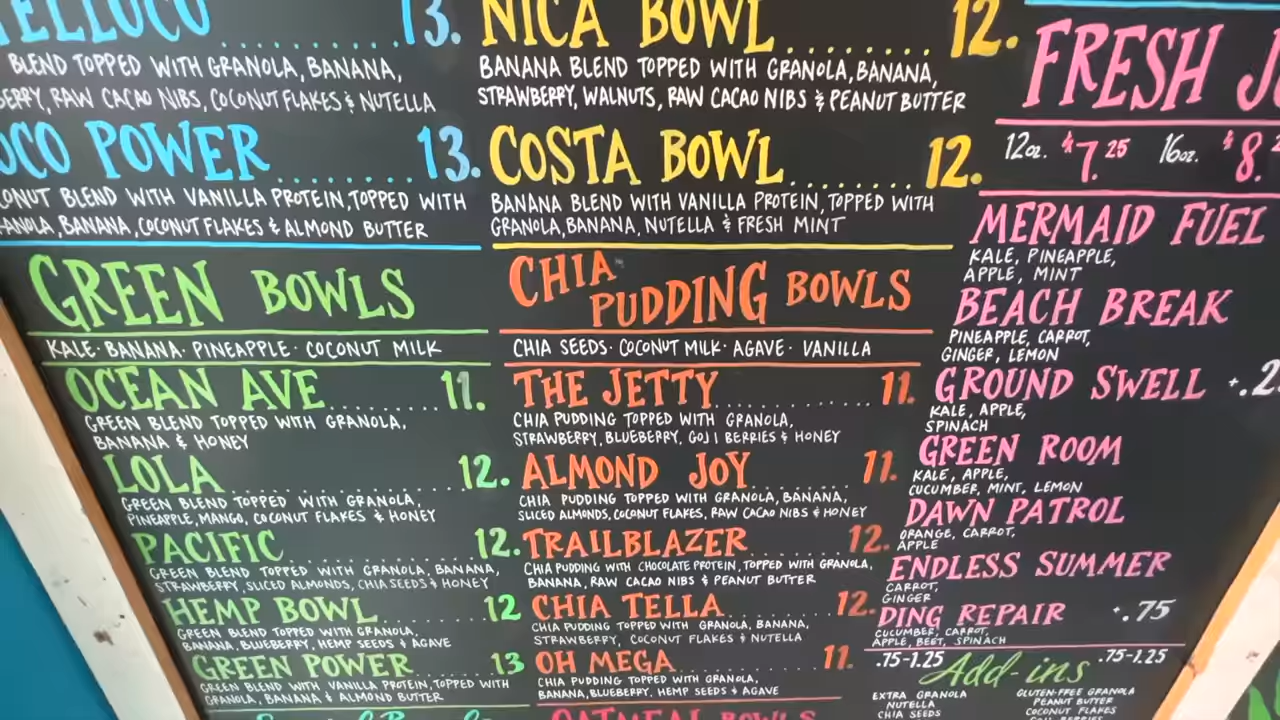 TELLOCO 13.
BLEND TOPPED WITH GRANOLA, BANANA,
RAW CACAO NIBS, COCONUT FLAKES & NUTELLA
POWER 13.
BLEND WITH VANILLA PROTEIN, TOPPED WITH
BANANA, COCONUT FLAKES & ALMOND BUTTER
GREEN BOWLS
KALE · BANANA · PINEAPPLE · COCONUT MILK
OCEAN AVE 11.
GREEN BLEND TOPPED WITH GRANOLA,
BANANA & HONEY
LOLA 12.
GREEN BLEND TOPPED WITH GRANOLA,
PINEAPPLE, MANGO, COCONUT FLAKES & HONEY
PACIFIC 12.
GREEN BLEND TOPPED WITH GRANOLA, BANANA,
STRAWBERRY, SLICED ALMONDS, CHIA SEEDS & HONEY
HEMP BOWL 12
GREEN BLEND TOPPED WITH GRANOLA,
BANANA, BLUEBERRY, HEMP SEEDS & AGAVE
GREEN POWER 13
GREEN BLEND WITH VANILLA PROTEIN, TOPPED WITH
GRANOLA, BANANA & ALMOND BUTTER
NICA BOWL 12.
BANANA BLEND TOPPED WITH GRANOLA, BANANA,
STRAWBERRY, WALNUTS, RAW CACAO NIBS & PEANUT BUTTER
COSTA BOWL 12.
BANANA BLEND WITH VANILLA PROTEIN, TOPPED WITH
GRANOLA, BANANA, NUTELLA & FRESH MINT
CHIA
PUDDING BOWLS
CHIA SEEDS · COCONUT MILK · AGAVE · VANILLA
THE JETTY 11.
CHIA PUDDING TOPPED WITH GRANOLA,
STRAWBERRY, BLUEBERRY, GOJI BERRIES & HONEY
ALMOND JOY 11.
CHIA PUDDING TOPPED WITH GRANOLA, BANANA,
SLICED ALMONDS, COCONUT FLAKES, RAW CACAO NIBS & HONEY
TRAILBLAZER 12.
CHIA PUDDING WITH CHOCOLATE PROTEIN, TOPPED WITH GRANOLA,
BANANA, RAW CACAO NIBS & PEANUT BUTTER
CHIA TELLA 12.
CHIA PUDDING TOPPED WITH GRANOLA, BANANA,
STRAWBERRY, COCONUT FLAKES & NUTELLA
OH MEGA 11.
CHIA PUDDING TOPPED WITH GRANOLA,
BANANA, BLUEBERRY, HEMP SEEDS & AGAVE
OATMEAL BOWLS
FRESH
12oz. $7.25 16oz. $8.
MERMAID FUEL
KALE, PINEAPPLE,
APPLE, MINT
BEACH BREAK
PINEAPPLE, CARROT,
GINGER, LEMON
GROUND SWELL
KALE, APPLE,
SPINACH
GREEN ROOM
KALE, APPLE,
CUCUMBER, MINT, LEMON
DAWN PATROL
ORANGE, CARROT,
APPLE
ENDLESS SUMMER
CARROT,
GINGER
DING REPAIR +.75
CUCUMBER, CARROT,
APPLE, BEET, SPINACH
.75-1.25 Add-ins .75-1.25
EXTRA GRANOLA
NUTELLA
CHIA SEEDS
GLUTEN-FREE GRANOLA
PEANUT BUTTER
COCONUT FLAKES